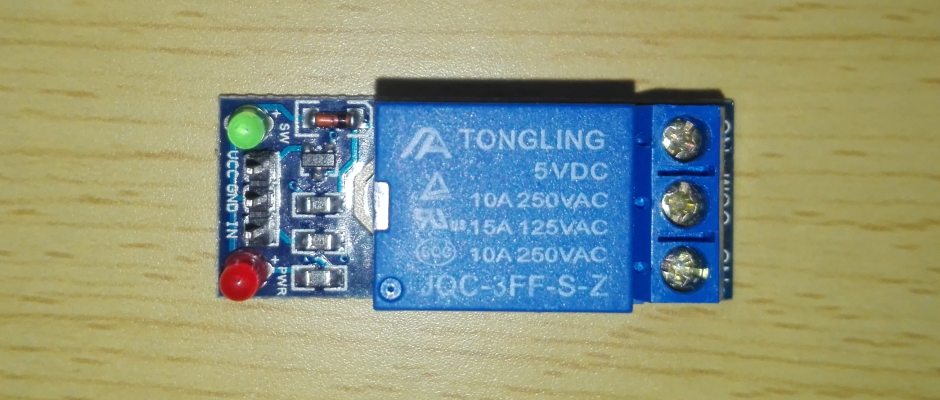 TONGLING
5VDC
10A 250VAC
15A 125VAC
10A 250VAC
JQC-3FF-S-Z
SW
VCC GND IN
PWR